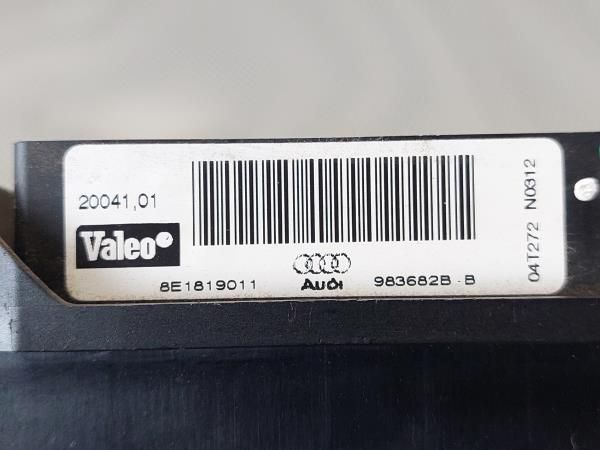 20041,01
Valeo
8E1819011
Audi
983682B-B
04T272 N0312